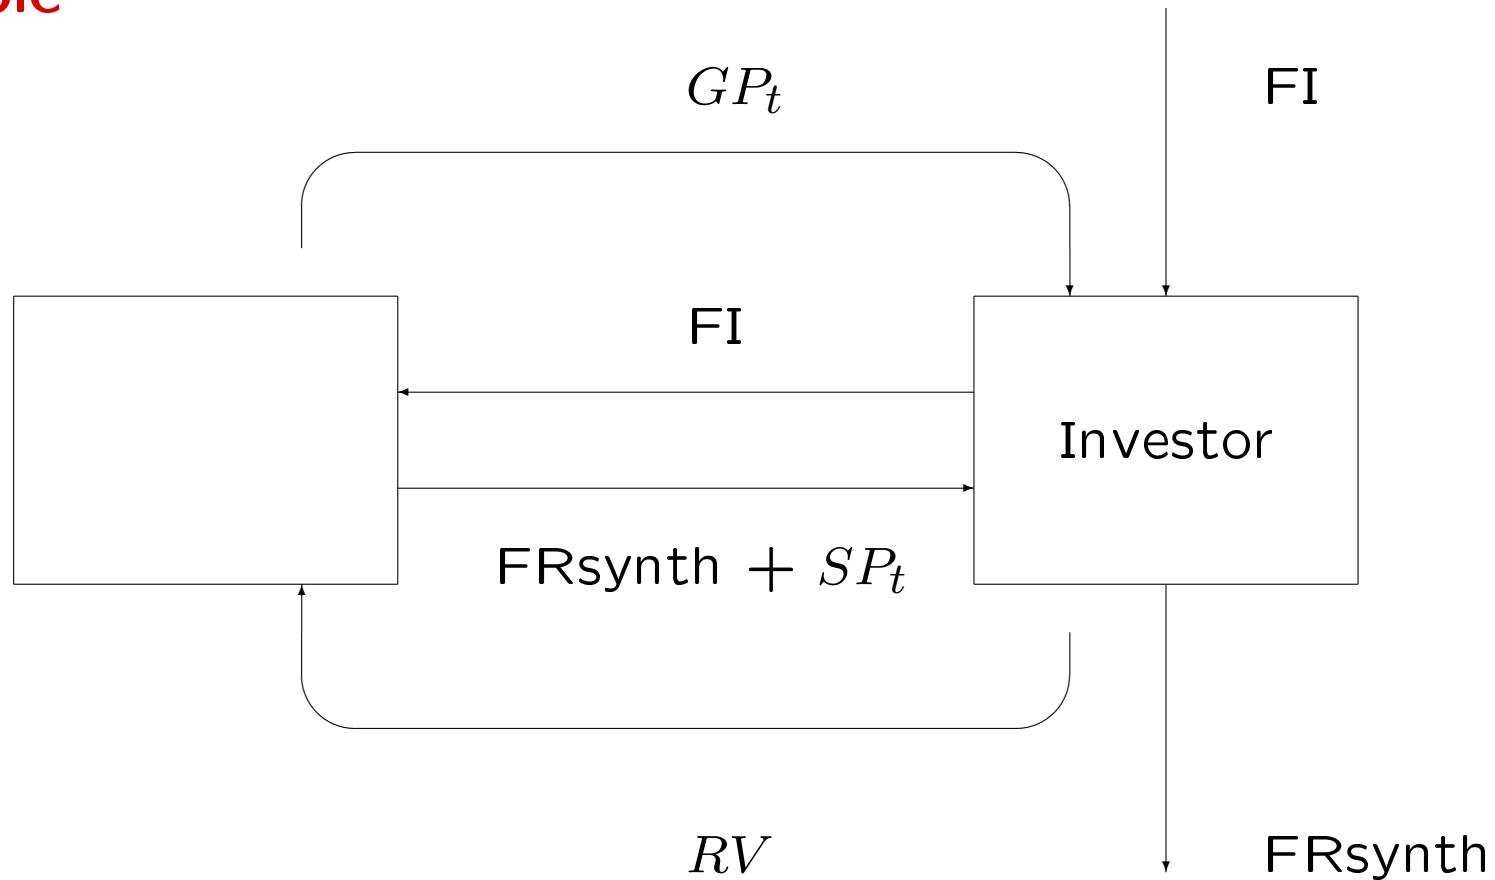 GP_t
FI
FI
Investor
FRsynth + SP_t
RV
FRsynth